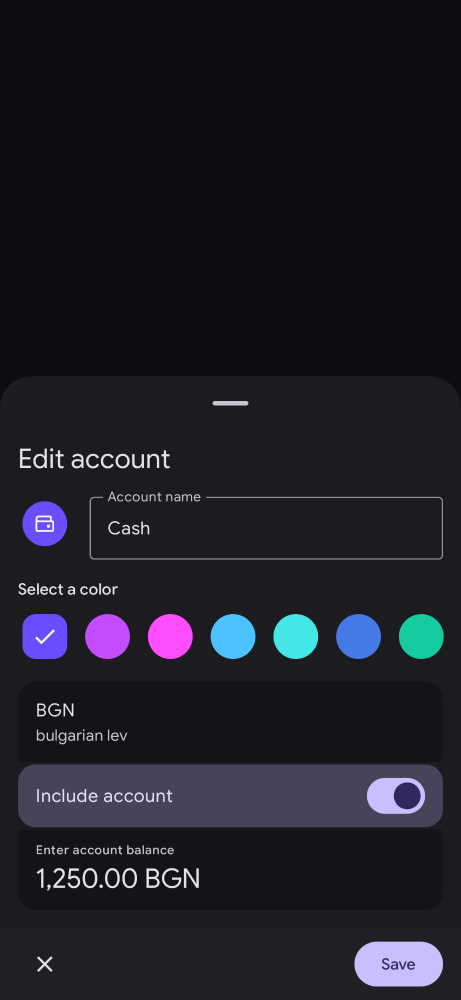 Edit account
Account name
Cash
Select a color
BGN
bulgarian lev
Include account
Enter account balance
1,250.00 BGN
Save